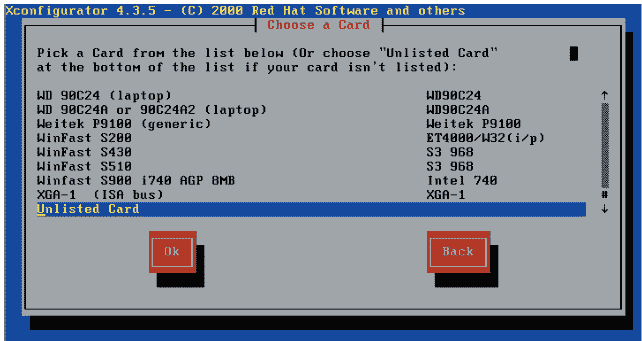 Xconfigurator 4.3.5 - (C) 2000 Red Hat Software and others
Choose a Card
Pick a Card from the list below (Or choose "Unlisted Card"
at the bottom of the list if your card isn't listed):
WD 90C24 (laptop) WD90C24
WD 90C24A or 90C24A2 (laptop) WD90C24A
Weitek P9100 (generic) Weitek P9100
WinFast S200 ET4000/W32(i/p)
WinFast S430 S3 968
WinFast S510 S3 968
Winfast S900 i740 AGP 8MB Intel 740
XGA-1 (ISA bus) XGA-1
Unlisted Card
Ok Back